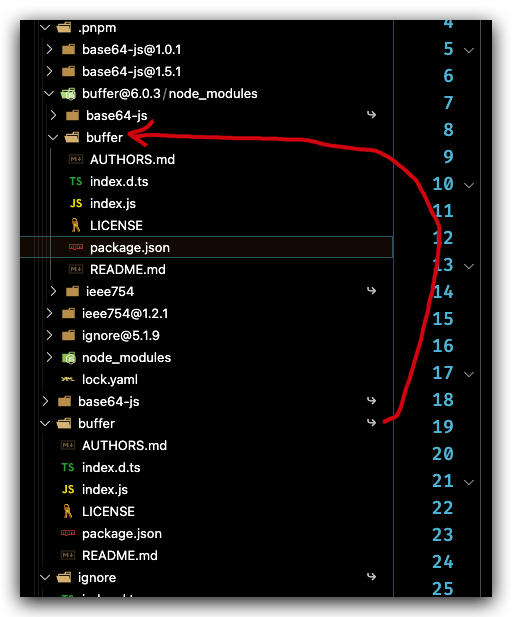 .pnpm
base64-js@1.0.1
base64-js@1.5.1
buffer@6.0.3/node_modules
base64-js
buffer
M↓ AUTHORS.md
TS index.d.ts
JS index.js
LICENSE
package.json
M↓ README.md
ieee754
ieee754@1.2.1
ignore@5.1.9
node_modules
lock.yaml
base64-js
buffer
M↓ AUTHORS.md
TS index.d.ts
JS index.js
LICENSE
package.json
M↓ README.md
ignore
4
5
6
7
8
9
10
11
12
13
14
15
16
17
18
19
20
21
22
23
24
25